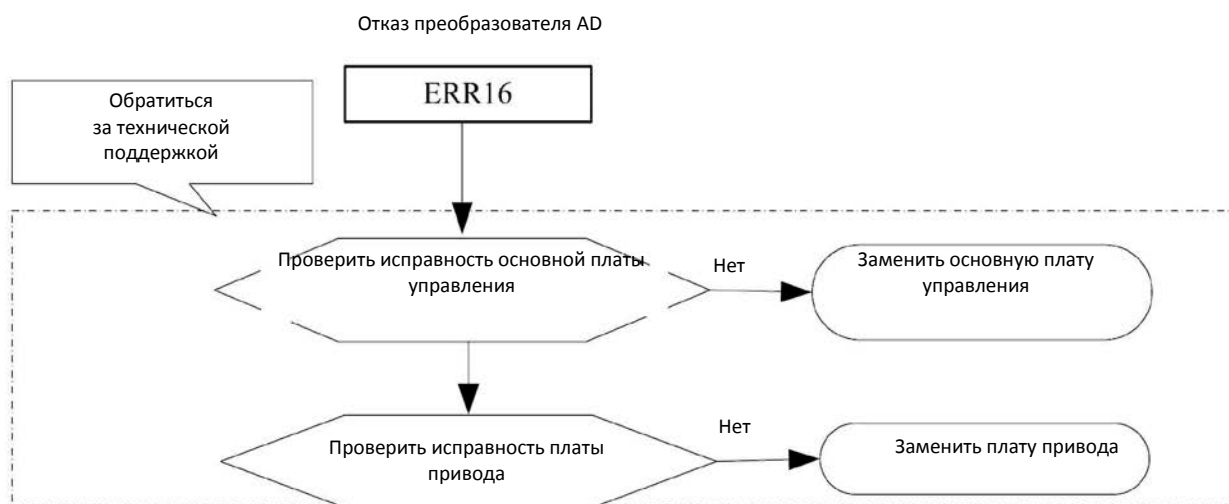 Отказ преобразователя AD
ERR16
Обратиться
за технической
поддержкой
Проверить исправность основной платы
управления
Нет
Заменить основную плату
управления
Проверить исправность платы
привода
Нет
Заменить плату привода